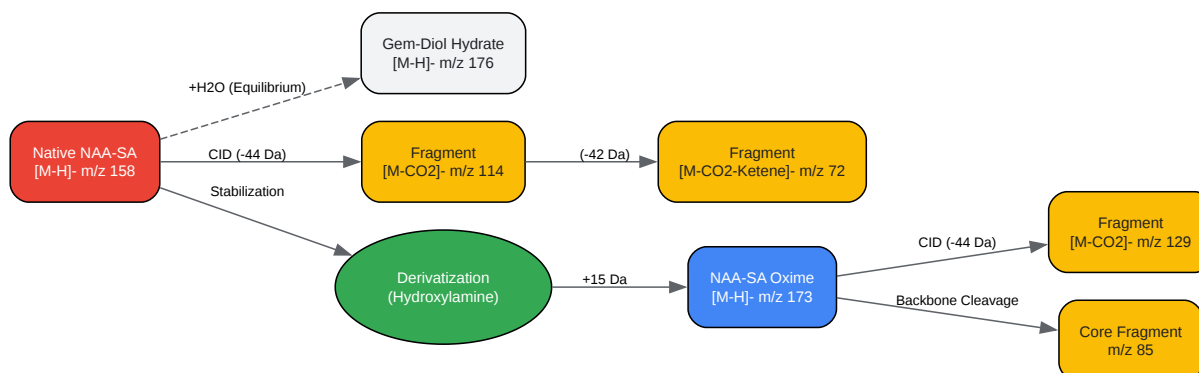 Gem-Diol Hydrate
[M-H]- m/z 176
+H2O (Equilibrium)
Native NAA-SA
[M-H]- m/z 158
CID (-44 Da)
Fragment
[M-CO2]- m/z 114
(-42 Da)
Fragment
[M-CO2-Ketene]- m/z 72
Stabilization
Derivatization
(Hydroxylamine)
+15 Da
NAA-SA Oxime
[M-H]- m/z 173
CID (-44 Da)
Fragment
[M-CO2]- m/z 129
Backbone Cleavage
Core Fragment
m/z 85